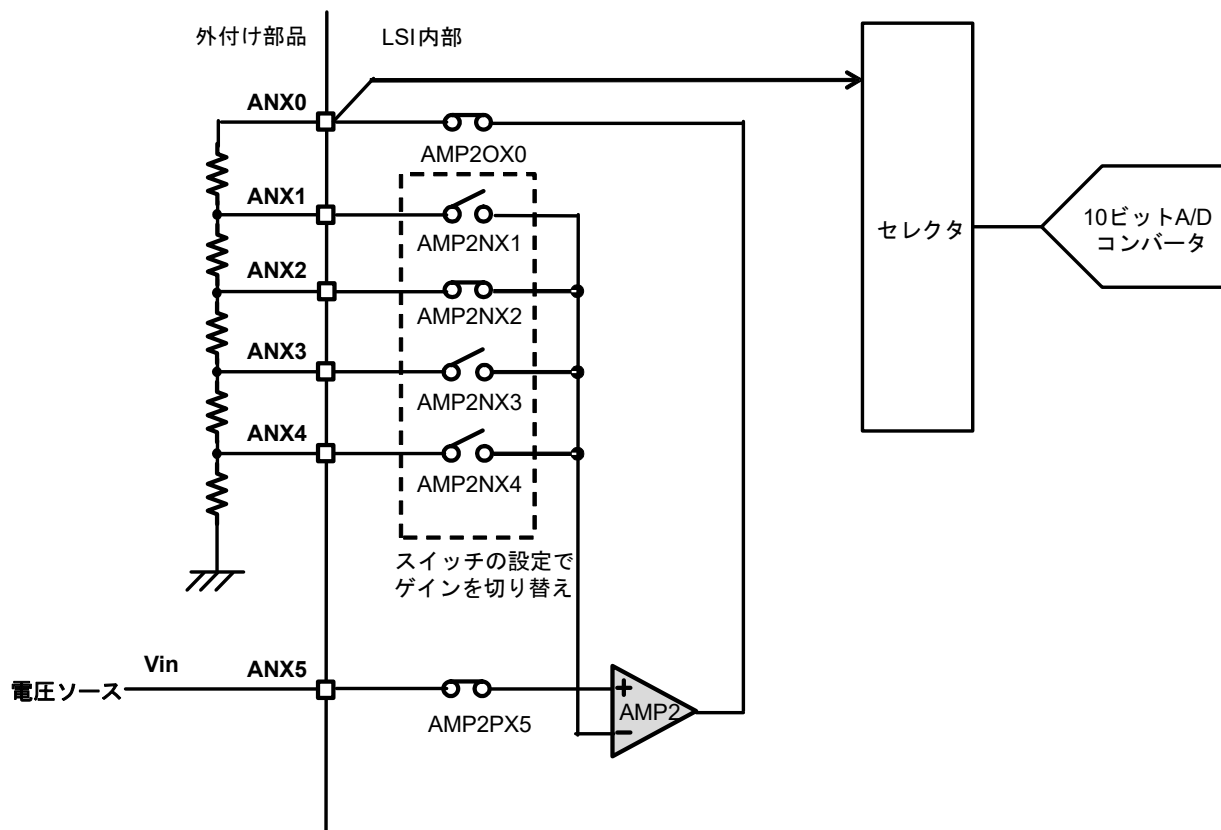 外付け部品
LSI内部
ANX0
AMP2OX0
ANX1
AMP2NX1
ANX2
AMP2NX2
ANX3
AMP2NX3
ANX4
AMP2NX4
スイッチの設定で
ゲインを切り替え
セレクタ
10ビットA/D
コンバータ
Vin
ANX5
電圧ソース
AMP2PX5
+
AMP2
−